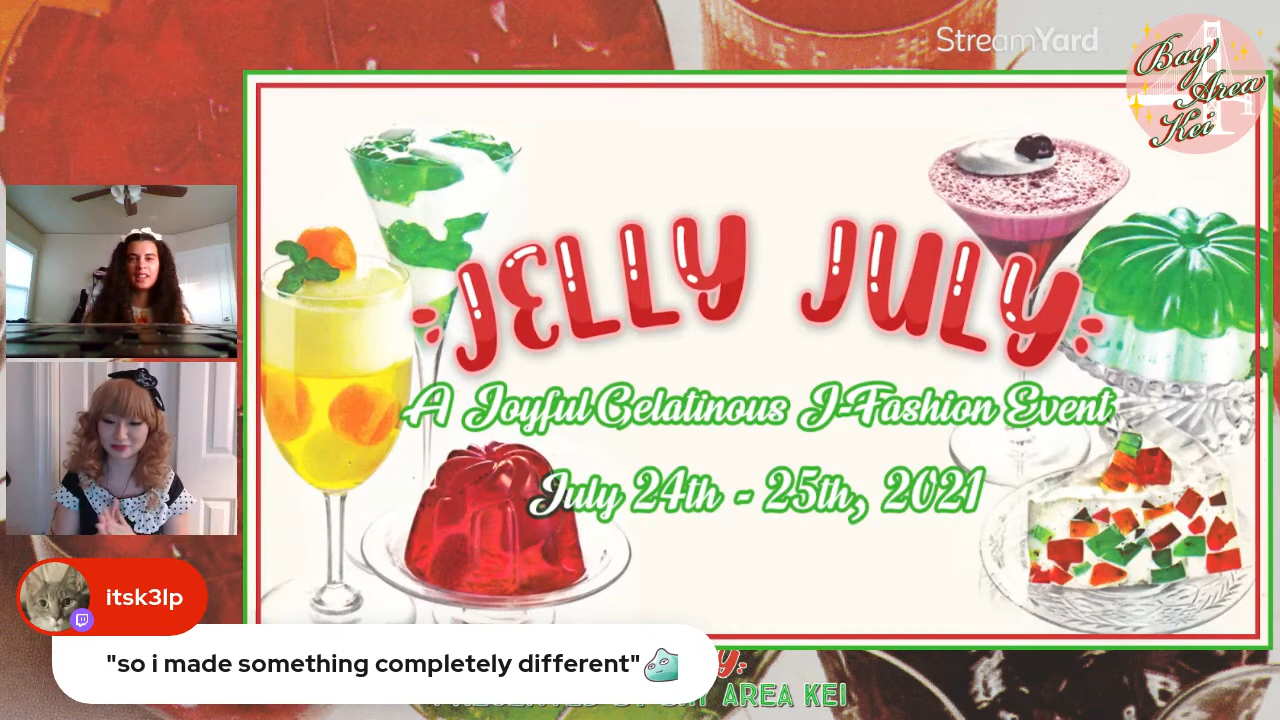 StreamYard
Bay
Area
Kei
JELLY JULY
A Joyful Gelatinous J-Fashion Event
July 24th - 25th, 2021
itsk3lp
"so i made something completely different"
AREA KEI